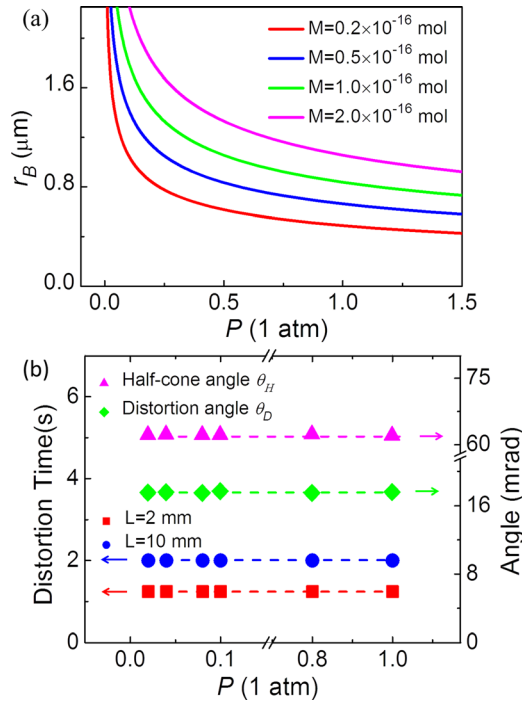 (a)
M=0.2×10⁻¹⁶ mol
M=0.5×10⁻¹⁶ mol
M=1.0×10⁻¹⁶ mol
M=2.0×10⁻¹⁶ mol
r_B (μm)
1.6
0.8
0.0
0.0 0.5 1.0 1.5
P (1 atm)
(b)
Half-cone angle θ_H
Distortion angle θ_D
L=2 mm
L=10 mm
Distortion Time(s)
6
4
2
0
Angle (mrad)
75
60
16
8
0
0.0 0.1 0.8 1.0
P (1 atm)